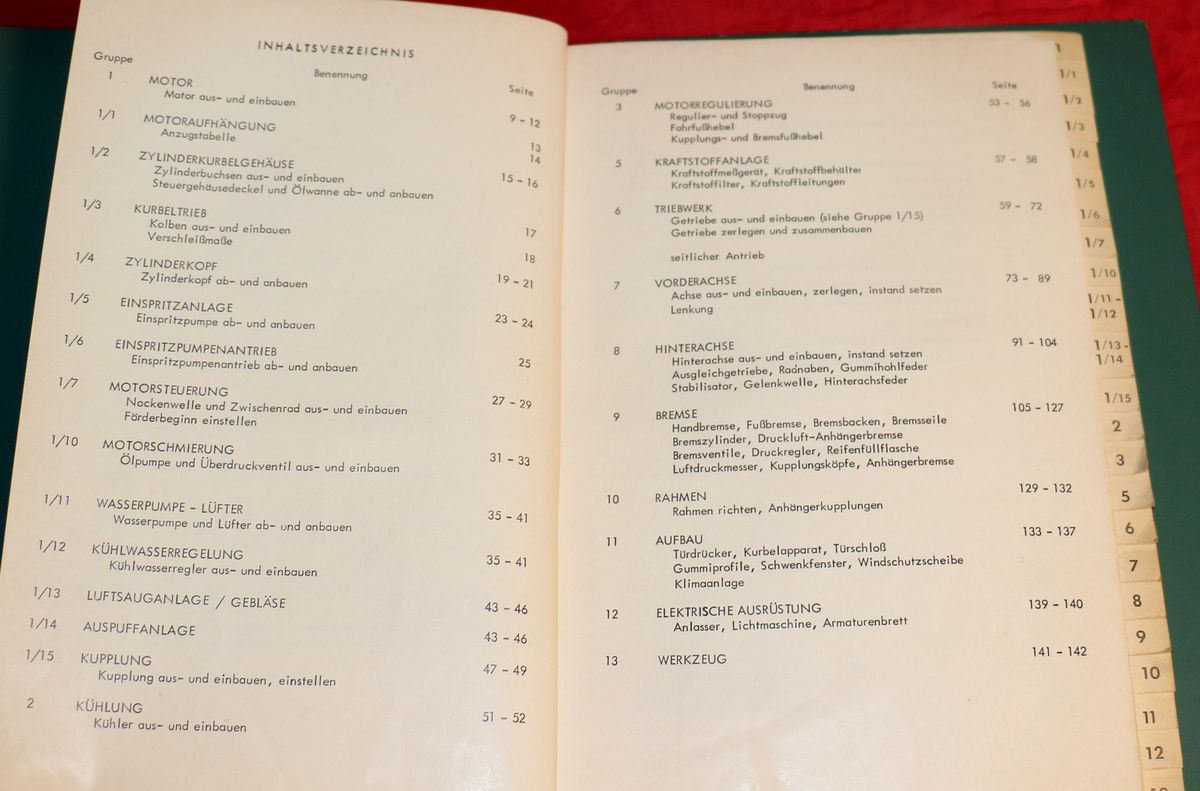 INHALTSVERZEICHNIS
Gruppe Benennung Seite
1 MOTOR
Motor aus- und einbauen 9 - 12
1/1 MOTORAUFHÄNGUNG 13
Anzugstabelle 14
1/2 ZYLINDERKURBELGEHÄUSE
Zylinderbuchsen aus- und einbauen 15 - 16
Steuergehäusedeckel und Ölwanne ab- und anbauen
1/3 KURBELTRIEB
Kolben aus- und einbauen 17
Verschleißmaße 18
1/4 ZYLINDERKOPF
Zylinderkopf ab- und anbauen 19 - 21
1/5 EINSPRITZANLAGE
Einspritzpumpe ab- und anbauen 23 - 24
1/6 EINSPRITZPUMPENANTRIEB
Einspritzpumpenantrieb ab- und anbauen 25
1/7 MOTORSTEUERUNG
Nockenwelle und Zwischenrad aus- und einbauen 27 - 29
Förderbeginn einstellen
1/10 MOTORSCHMIERUNG
Ölpumpe und Überdruckventil aus- und einbauen 31 - 33
1/11 WASSERPUMPE - LÜFTER
Wasserpumpe und Lüfter ab- und anbauen 35 - 41
1/12 KÜHLWASSERREGELUNG
Kühlwasserregler aus- und einbauen 35 - 41
1/13 LUFTSAUGANLAGE / GEBLÄSE 43 - 46
1/14 AUSPUFFANLAGE 43 - 46
1/15 KUPPLUNG
Kupplung aus- und einbauen, einstellen 47 - 49
2 KÜHLUNG
Kühler aus- und einbauen 51 - 52
Gruppe Benennung Seite
3 MOTORREGULIERUNG 53 - 56
Regulier- und Stoppzug
Fahrfußhebel
Kupplungs- und Bremsfußhebel
5 KRAFTSTOFFANLAGE 57 - 58
Kraftstoffmeßgerät, Kraftstoffbehälter
Kraftstoffilter, Kraftstoffleitungen
6 TRIEBWERK 59 - 72
Getriebe aus- und einbauen (siehe Gruppe 1/15)
Getriebe zerlegen und zusammenbauen
seitlicher Antrieb
7 VORDERACHSE 73 - 89
Achse aus- und einbauen, zerlegen, instand setzen
Lenkung
8 HINTERACHSE 91 - 104
Hinterachse aus- und einbauen, instand setzen
Ausgleichgetriebe, Radnaben, Gummihohlfeder
Stabilisator, Gelenkwelle, Hinterachsfeder
9 BREMSE 105 - 127
Handbremse, Fußbremse, Bremsbacken, Bremsseile
Bremszylinder, Druckluft-Anhängerbremse
Bremsventile, Druckregler, Reifenfüllflasche
Luftdruckmesser, Kupplungsköpfe, Anhängerbremse
10 RAHMEN 129 - 132
Rahmen richten, Anhängerkupplungen
11 AUFBAU 133 - 137
Türdrücker, Kurbelapparat, Türschloß
Gummiprofile, Schwenkfenster, Windschutzscheibe
Klimaanlage
12 ELEKTRISCHE AUSRÜSTUNG 139 - 140
Anlasser, Lichtmaschine, Armaturenbrett
13 WERKZEUG 141 - 142
1
1/1
1/2
1/3
1/4
1/5
1/6
1/7
1/10
1/11 -
1/12
1/13 -
1/14
1/15
2
3
5
6
7
8
9
10
11
12